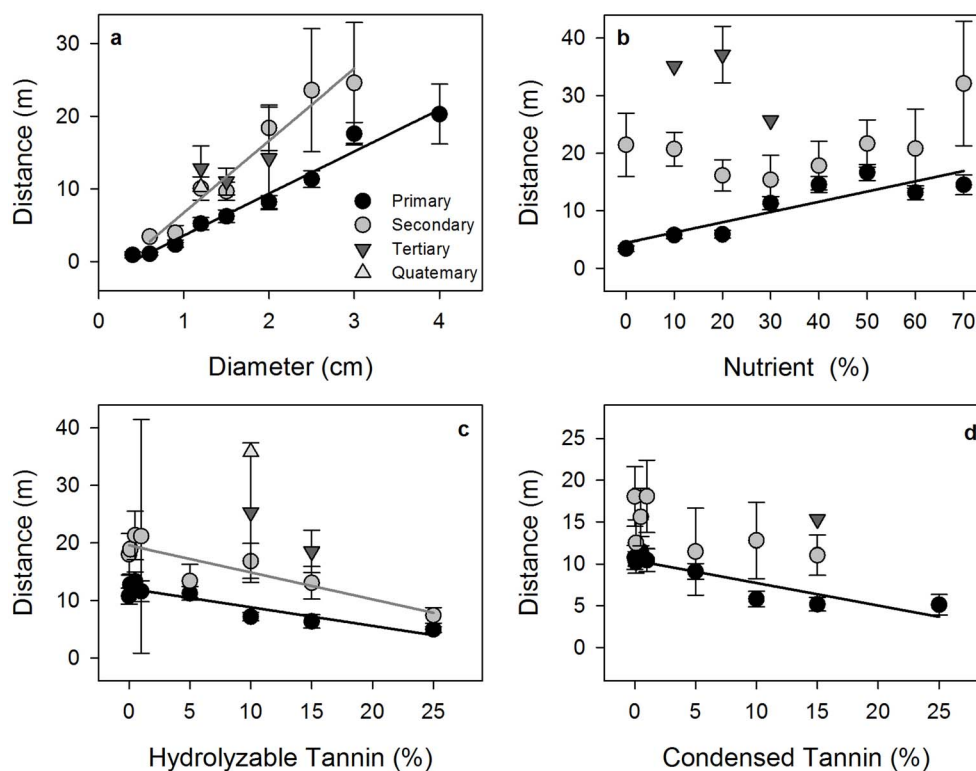 a
30
20
10
0
Distance (m)
Primary
Secondary
Tertiary
Quatemary
0 1 2 3 4
Diameter (cm)
b
40
30
20
10
0
Distance (m)
0 10 20 30 40 50 60 70
Nutrient (%)
c
40
30
20
10
0
Distance (m)
0 5 10 15 20 25
Hydrolyzable Tannin (%)
d
25
20
15
10
5
0
Distance (m)
0 5 10 15 20 25
Condensed Tannin (%)